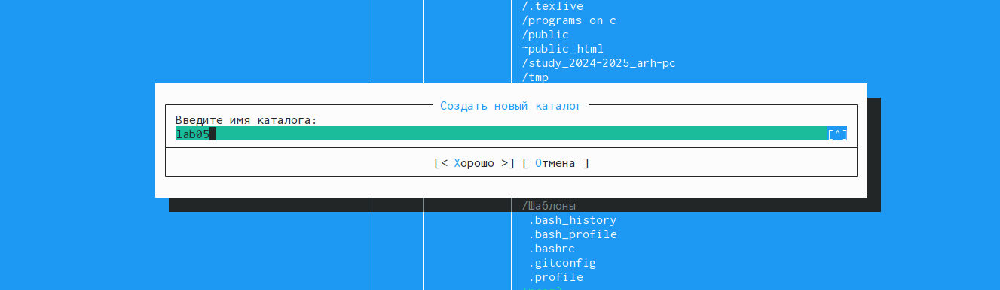 /.texlive
/programs on c
/public
~public_html
/study_2024-2025_arh-pc
/tmp
Создать новый каталог
Введите имя каталога:
lab05 [^]
[< Хорошо >] [ Отмена ]
/Шаблоны
.bash_history
.bash_profile
.bashrc
.gitconfig
.profile